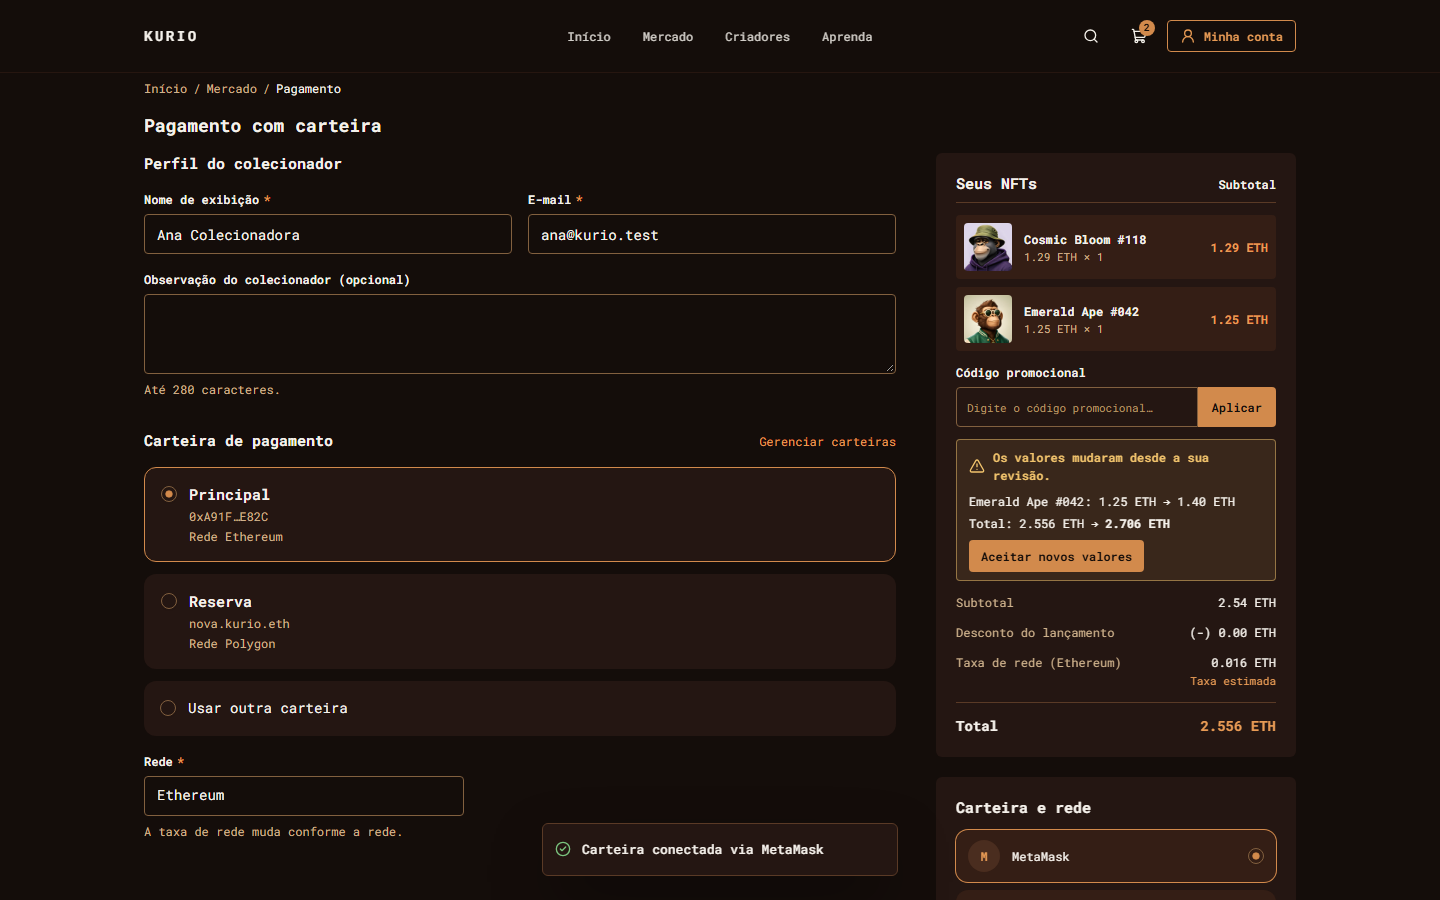 KURIO
Início
Mercado
Criadores
Aprenda
2
Minha conta
Início / Mercado / Pagamento
Pagamento com carteira
Perfil do colecionador
Nome de exibição *
E-mail *
Ana Colecionadora
ana@kurio.test
Observação do colecionador (opcional)
Até 280 caracteres.
Carteira de pagamento
Gerenciar carteiras
Principal
0xA91F…E82C
Rede Ethereum
Reserva
nova.kurio.eth
Rede Polygon
Usar outra carteira
Rede *
Ethereum
A taxa de rede muda conforme a rede.
Seus NFTs
Subtotal
Cosmic Bloom #118
1.29 ETH × 1
1.29 ETH
Emerald Ape #042
1.25 ETH × 1
1.25 ETH
Código promocional
Digite o código promocional…
Aplicar
Os valores mudaram desde a sua
revisão.
Emerald Ape #042: 1.25 ETH → 1.40 ETH
Total: 2.556 ETH → 2.706 ETH
Aceitar novos valores
Subtotal
2.54 ETH
Desconto do lançamento
(-) 0.00 ETH
Taxa de rede (Ethereum)
0.016 ETH
Taxa estimada
Total
2.556 ETH
Carteira e rede
M
MetaMask
Carteira conectada via MetaMask